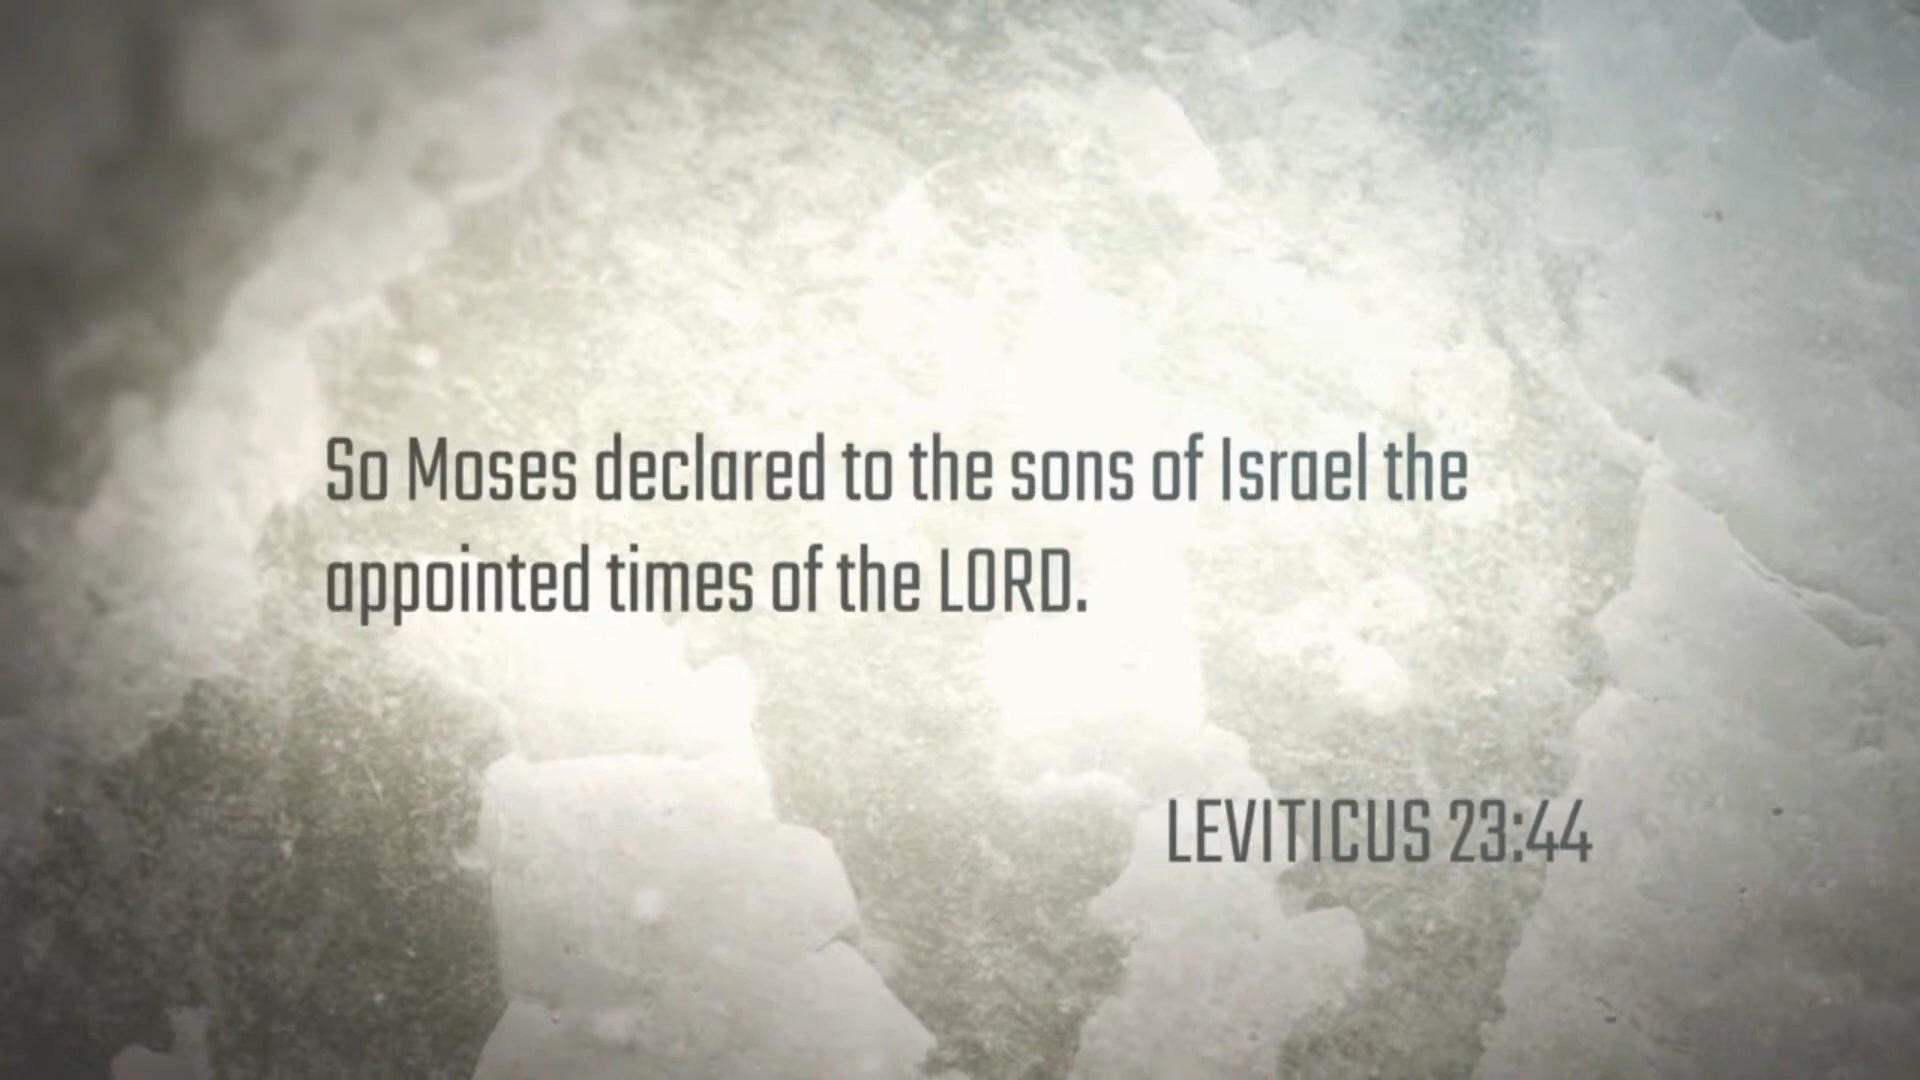 So Moses declared to the sons of Israel the
appointed times of the LORD.
LEVITICUS 23:44